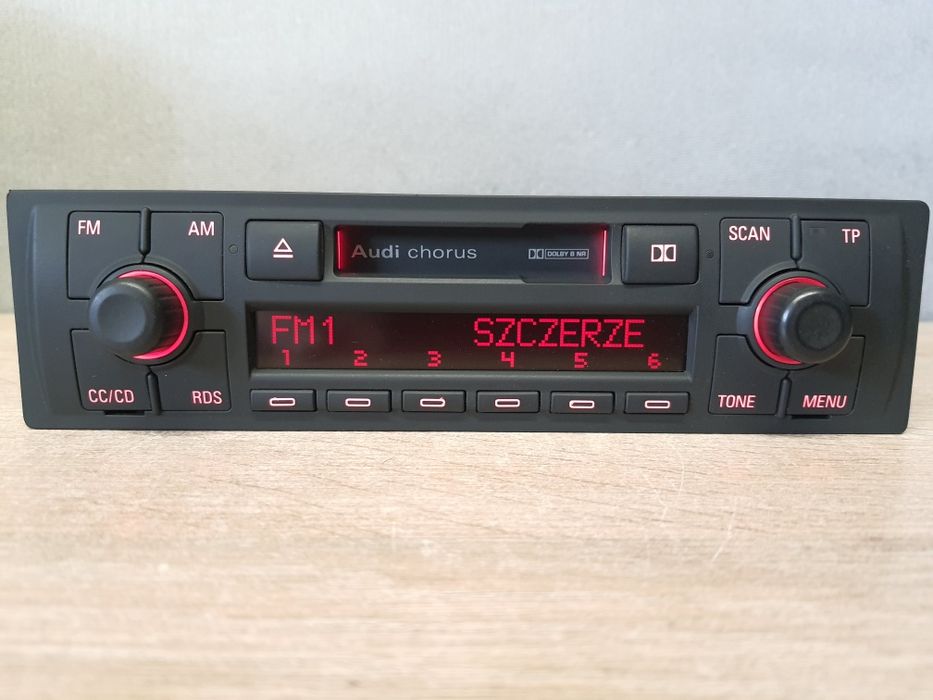 FM AM
Audi chorus
DOLBY B NR
SCAN TP
FM1 SZCZERZE
1 2 3 4 5 6
CC/CD RDS
TONE MENU